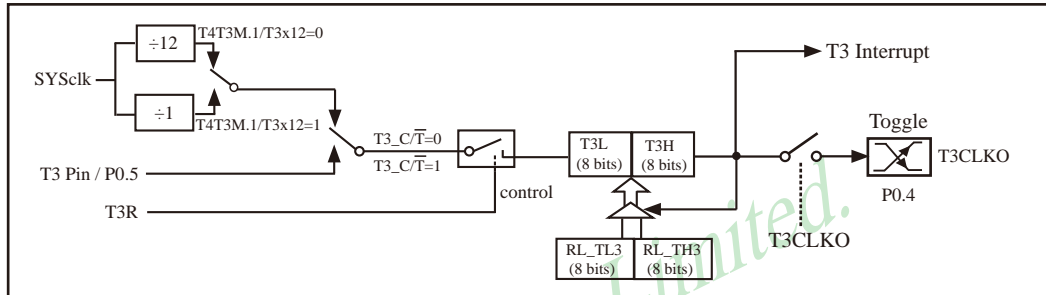 ÷12
T4T3M.1/T3x12=0
SYSclk
÷1
T4T3M.1/T3x12=1
T3 Pin / P0.5
T3R
T3_C/T̅=0
T3_C/T̅=1
control
T3L
(8 bits)
T3H
(8 bits)
RL_TL3
(8 bits)
RL_TH3
(8 bits)
T3 Interrupt
Toggle
T3CLKO
P0.4
T3CLKO
Limited.